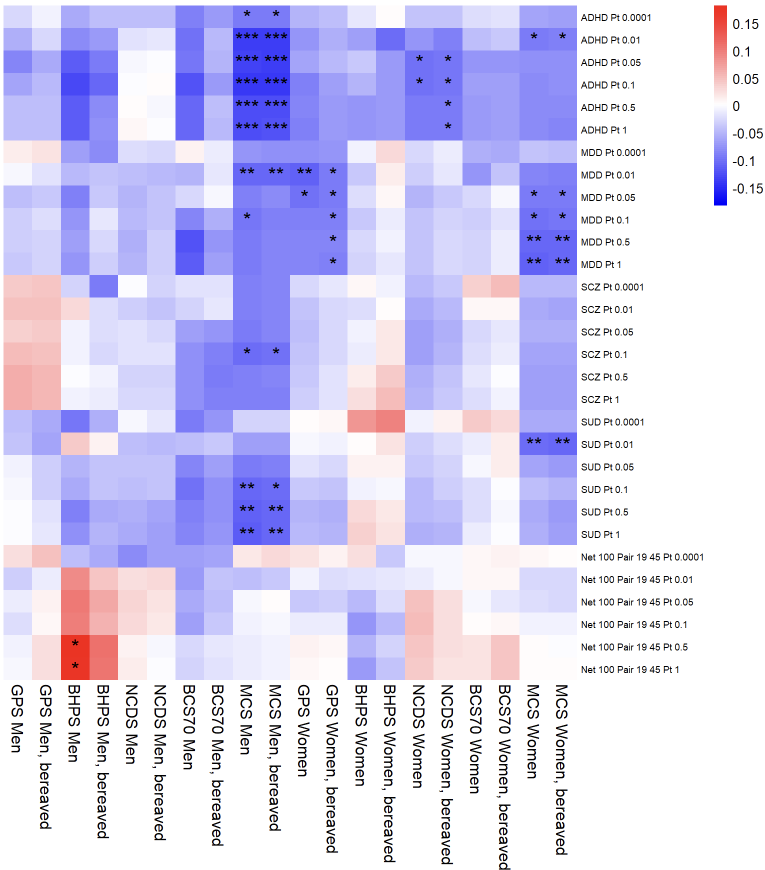 * * ADHD Pt 0.0001
*** *** * * ADHD Pt 0.01
*** *** * * ADHD Pt 0.05
*** *** * * ADHD Pt 0.1
*** *** * ADHD Pt 0.5
*** *** * ADHD Pt 1
MDD Pt 0.0001
** ** ** * MDD Pt 0.01
* * * * MDD Pt 0.05
* * * * MDD Pt 0.1
* ** ** MDD Pt 0.5
* ** ** MDD Pt 1
SCZ Pt 0.0001
SCZ Pt 0.01
SCZ Pt 0.05
* * SCZ Pt 0.1
SCZ Pt 0.5
SCZ Pt 1
SUD Pt 0.0001
** ** SUD Pt 0.01
SUD Pt 0.05
** * SUD Pt 0.1
** ** SUD Pt 0.5
** ** SUD Pt 1
Net 100 Pair 19 45 Pt 0.0001
Net 100 Pair 19 45 Pt 0.01
Net 100 Pair 19 45 Pt 0.05
Net 100 Pair 19 45 Pt 0.1
* Net 100 Pair 19 45 Pt 0.5
* Net 100 Pair 19 45 Pt 1
0.15
0.10
0.05
0
-0.05
-0.10
-0.15
GPS Men
GPS Men, bereaved
BHPS Men
BHPS Men, bereaved
NCDS Men
NCDS Men, bereaved
BCS70 Men
BCS70 Men, bereaved
MCS Men
MCS Men, bereaved
GPS Women
GPS Women, bereaved
BHPS Women
BHPS Women, bereaved
NCDS Women
NCDS Women, bereaved
BCS70 Women
BCS70 Women, bereaved
MCS Women
MCS Women, bereaved